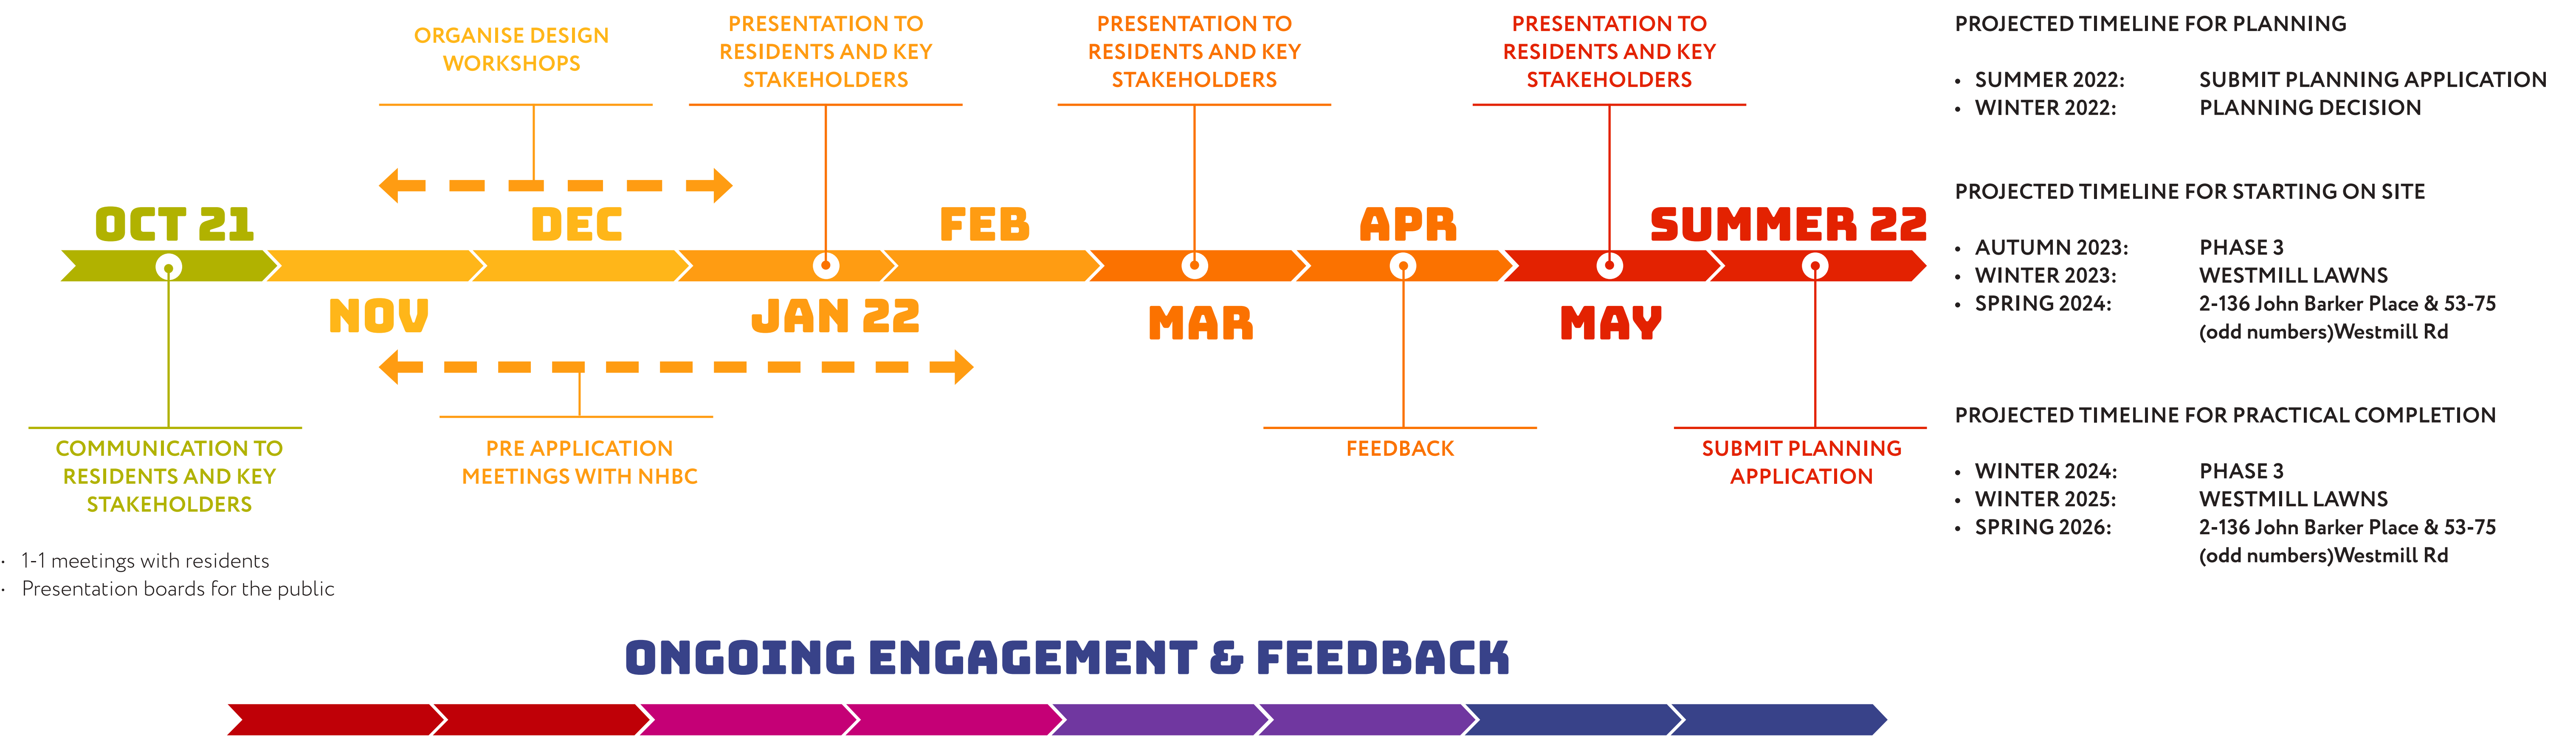 ORGANISE DESIGN
WORKSHOPS
PRESENTATION TO
RESIDENTS AND KEY
STAKEHOLDERS
PRESENTATION TO
RESIDENTS AND KEY
STAKEHOLDERS
PRESENTATION TO
RESIDENTS AND KEY
STAKEHOLDERS
OCT 21
NOV
DEC
JAN 22
FEB
MAR
APR
MAY
SUMMER 22
COMMUNICATION TO
RESIDENTS AND KEY
STAKEHOLDERS
• 1-1 meetings with residents
• Presentation boards for the public
PRE APPLICATION
MEETINGS WITH NHBC
FEEDBACK
SUBMIT PLANNING
APPLICATION
PROJECTED TIMELINE FOR PLANNING
• SUMMER 2022: SUBMIT PLANNING APPLICATION
• WINTER 2022: PLANNING DECISION
PROJECTED TIMELINE FOR STARTING ON SITE
• AUTUMN 2023: PHASE 3
• WINTER 2023: WESTMILL LAWNS
• SPRING 2024: 2-136 John Barker Place & 53-75
(odd numbers)Westmill Rd
PROJECTED TIMELINE FOR PRACTICAL COMPLETION
• WINTER 2024: PHASE 3
• WINTER 2025: WESTMILL LAWNS
• SPRING 2026: 2-136 John Barker Place & 53-75
(odd numbers)Westmill Rd
ONGOING ENGAGEMENT & FEEDBACK